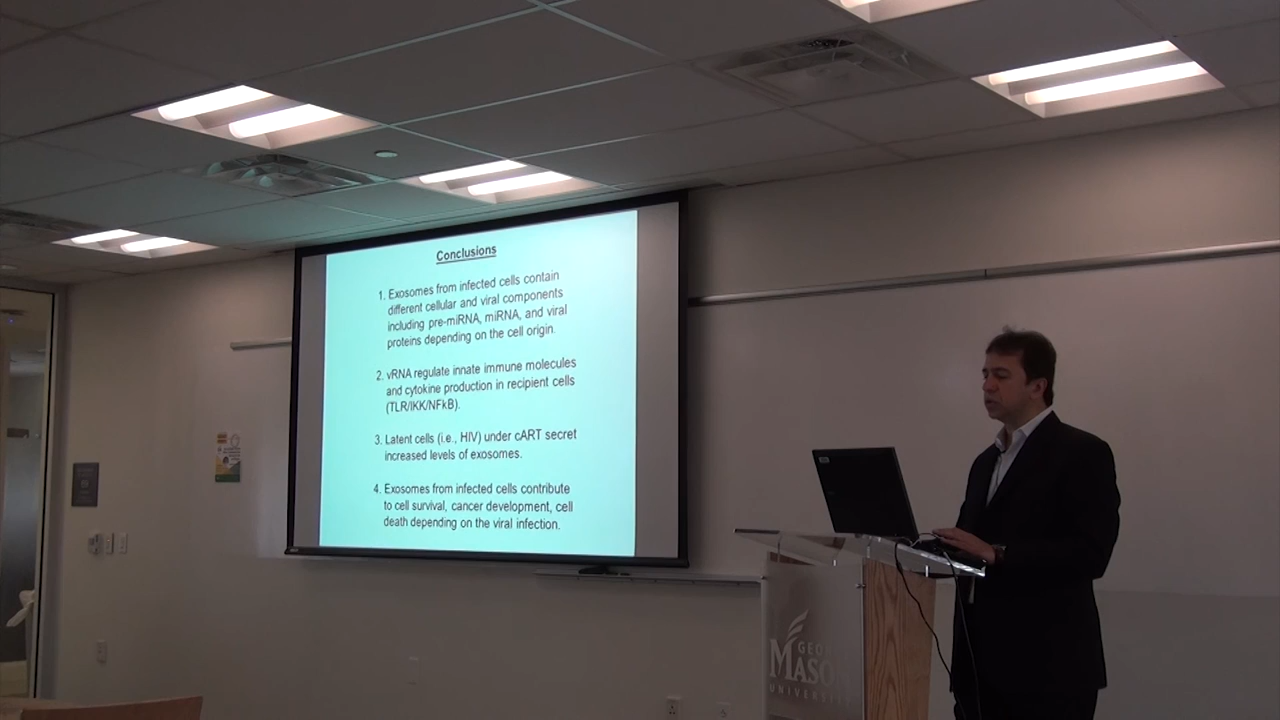 Conclusions
1. Exosomes from infected cells contain
different cellular and viral components
including pre-miRNA, miRNA, and viral
proteins depending on the cell origin.
2. vRNA regulate innate immune molecules
and cytokine production in recipient cells
(TLR/IKK/NFkB).
3. Latent cells (i.e., HIV) under cART secret
increased levels of exosomes.
4. Exosomes from infected cells contribute
to cell survival, cancer development, cell
death depending on the viral infection.
GEO
MASO
UNIVERSI